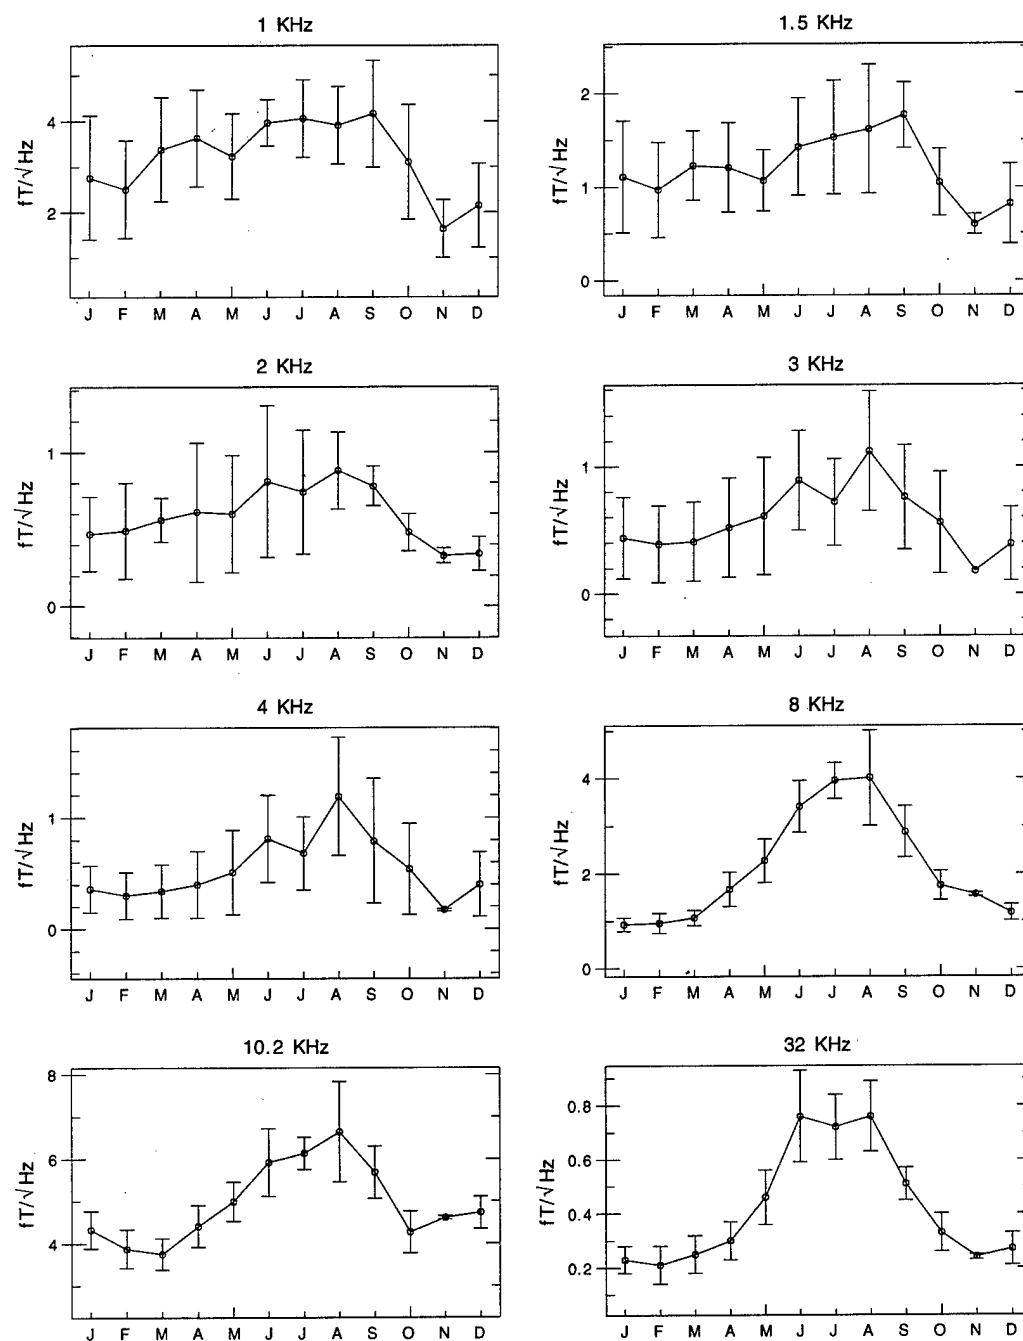 1 KHz
fT/√Hz
4
2
J F M A M J J A S O N D
1.5 KHz
fT/√Hz
2
1
0
J F M A M J J A S O N D
2 KHz
fT/√Hz
1
0
J F M A M J J A S O N D
3 KHz
fT/√Hz
1
0
J F M A M J J A S O N D
4 KHz
fT/√Hz
1
0
J F M A M J J A S O N D
8 KHz
fT/√Hz
4
2
0
J F M A M J J A S O N D
10.2 KHz
fT/√Hz
8
6
4
J F M A M J J A S O N D
32 KHz
fT/√Hz
0.8
0.6
0.4
0.2
J F M A M J J A S O N D